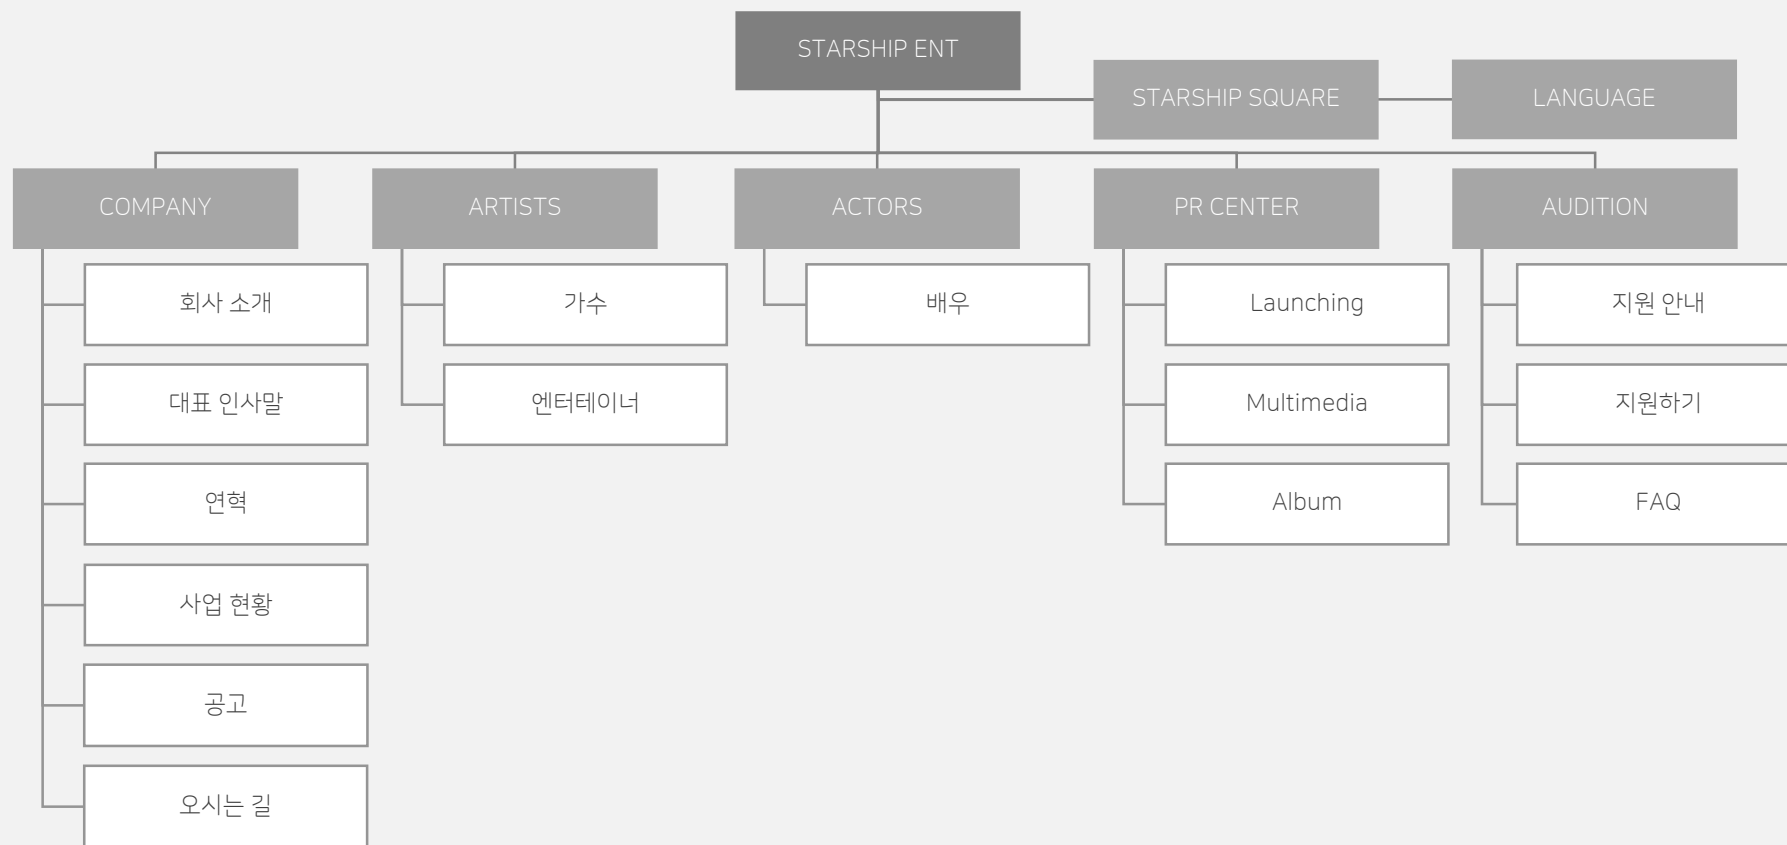 STARSHIP ENT
STARSHIP SQUARE
LANGUAGE
COMPANY
회사 소개
대표 인사말
연혁
사업 현황
공고
오시는 길
ARTISTS
가수
엔터테이너
ACTORS
배우
PR CENTER
Launching
Multimedia
Album
AUDITION
지원 안내
지원하기
FAQ